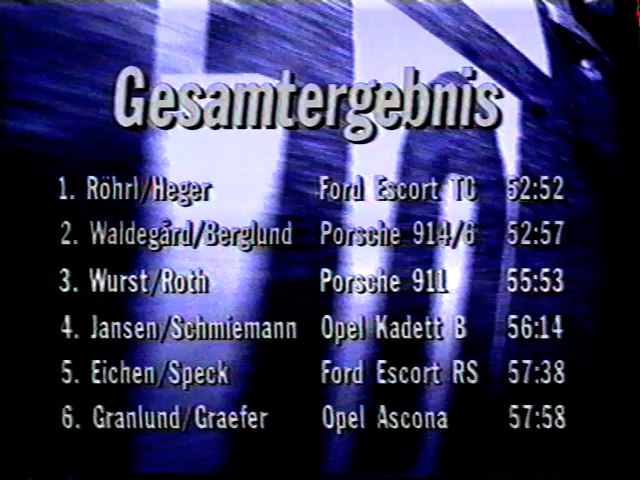 Gesamtergebnis
1. Röhrl/Heger Ford Escort TC 52:52
2. Waldegård/Berglund Porsche 914/6 52:57
3. Wurst/Roth Porsche 911 55:53
4. Jansen/Schmiemann Opel Kadett B 56:14
5. Eichen/Speck Ford Escort RS 57:38
6. Granlund/Graefer Opel Ascona 57:58